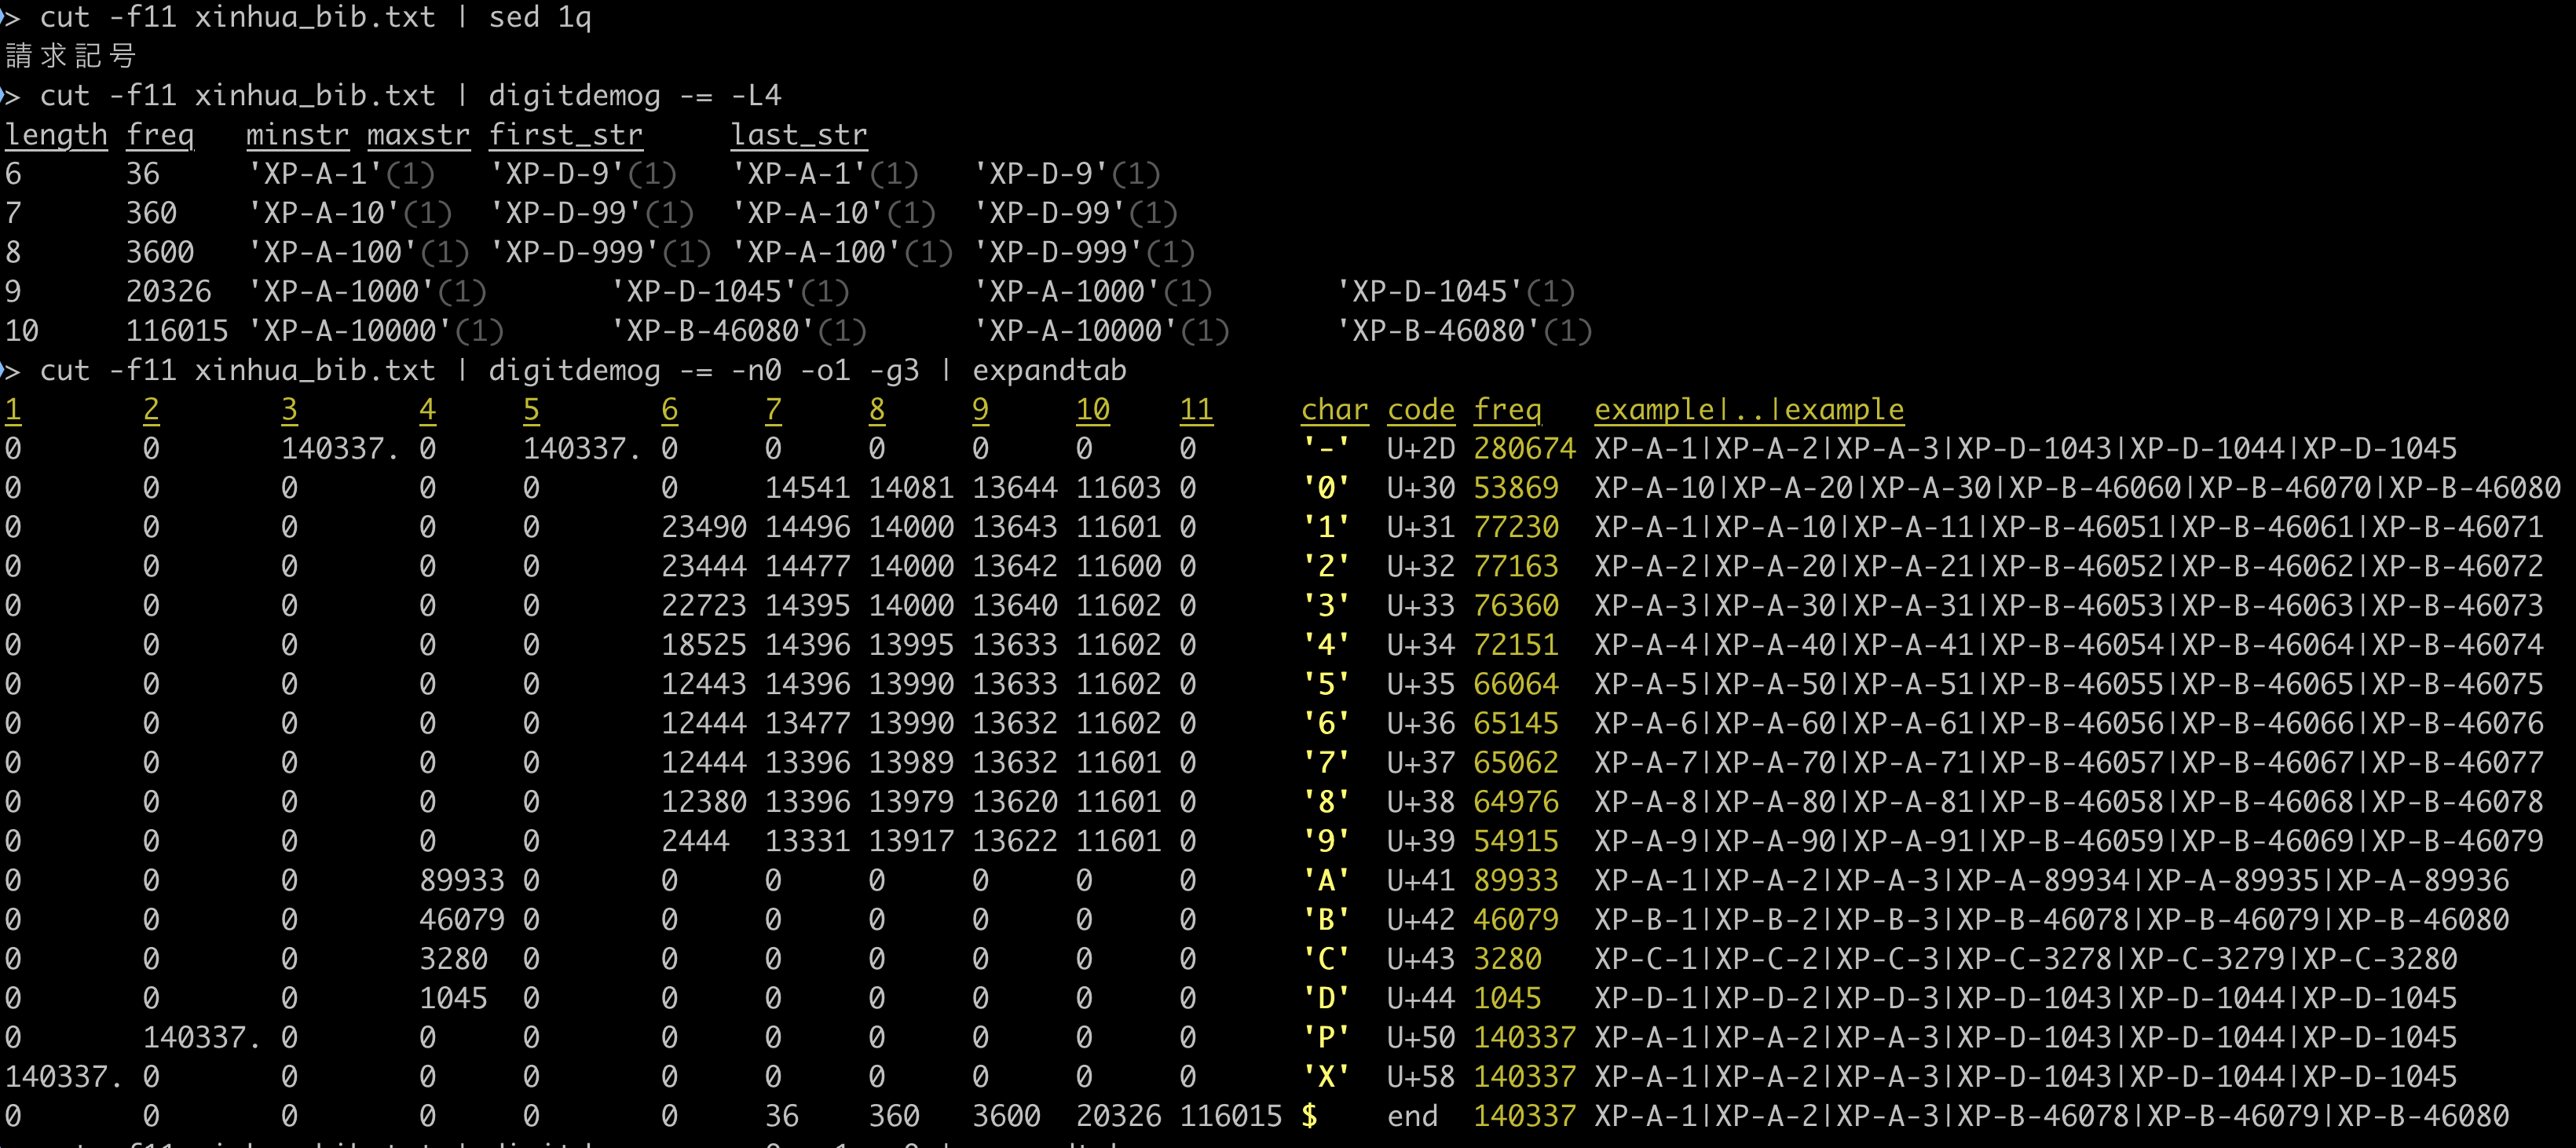 > cut -f11 xinhua_bib.txt | sed 1q
請求記号
> cut -f11 xinhua_bib.txt | digitdemog -= -L4
length freq minstr maxstr first_str last_str
6 36 'XP-A-1'(1) 'XP-D-9'(1) 'XP-A-1'(1) 'XP-D-9'(1)
7 360 'XP-A-10'(1) 'XP-D-99'(1) 'XP-A-10'(1) 'XP-D-99'(1)
8 3600 'XP-A-100'(1) 'XP-D-999'(1) 'XP-A-100'(1) 'XP-D-999'(1)
9 20326 'XP-A-1000'(1) 'XP-D-1045'(1) 'XP-A-1000'(1) 'XP-D-1045'(1)
10 116015 'XP-A-10000'(1) 'XP-B-46080'(1) 'XP-A-10000'(1) 'XP-B-46080'(1)
> cut -f11 xinhua_bib.txt | digitdemog -= -n0 -o1 -g3 | expandtab
1 2 3 4 5 6 7 8 9 10 11 char code freq example|..|example
0 0 140337. 0 140337. 0 0 0 0 0 0 '-' U+2D 280674 XP-A-1|XP-A-2|XP-A-3|XP-D-1043|XP-D-1044|XP-D-1045
0 0 0 0 0 0 14541 14081 13644 11603 0 '0' U+30 53869 XP-A-10|XP-A-20|XP-A-30|XP-B-46060|XP-B-46070|XP-B-46080
0 0 0 0 0 23490 14496 14000 13643 11601 0 '1' U+31 77230 XP-A-1|XP-A-10|XP-A-11|XP-B-46051|XP-B-46061|XP-B-46071
0 0 0 0 0 23444 14477 14000 13642 11600 0 '2' U+32 77163 XP-A-2|XP-A-20|XP-A-21|XP-B-46052|XP-B-46062|XP-B-46072
0 0 0 0 0 22723 14395 14000 13640 11602 0 '3' U+33 76360 XP-A-3|XP-A-30|XP-A-31|XP-B-46053|XP-B-46063|XP-B-46073
0 0 0 0 0 18525 14396 13995 13633 11602 0 '4' U+34 72151 XP-A-4|XP-A-40|XP-A-41|XP-B-46054|XP-B-46064|XP-B-46074
0 0 0 0 0 12443 14396 13990 13633 11602 0 '5' U+35 66064 XP-A-5|XP-A-50|XP-A-51|XP-B-46055|XP-B-46065|XP-B-46075
0 0 0 0 0 12444 13477 13990 13632 11602 0 '6' U+36 65145 XP-A-6|XP-A-60|XP-A-61|XP-B-46056|XP-B-46066|XP-B-46076
0 0 0 0 0 12444 13396 13989 13632 11601 0 '7' U+37 65062 XP-A-7|XP-A-70|XP-A-71|XP-B-46057|XP-B-46067|XP-B-46077
0 0 0 0 0 12380 13396 13979 13620 11601 0 '8' U+38 64976 XP-A-8|XP-A-80|XP-A-81|XP-B-46058|XP-B-46068|XP-B-46078
0 0 0 0 0 2444 13331 13917 13622 11601 0 '9' U+39 54915 XP-A-9|XP-A-90|XP-A-91|XP-B-46059|XP-B-46069|XP-B-46079
0 0 0 89933 0 0 0 0 0 0 0 'A' U+41 89933 XP-A-1|XP-A-2|XP-A-3|XP-A-89934|XP-A-89935|XP-A-89936
0 0 0 46079 0 0 0 0 0 0 0 'B' U+42 46079 XP-B-1|XP-B-2|XP-B-3|XP-B-46078|XP-B-46079|XP-B-46080
0 0 0 3280 0 0 0 0 0 0 0 'C' U+43 3280 XP-C-1|XP-C-2|XP-C-3|XP-C-3278|XP-C-3279|XP-C-3280
0 0 0 1045 0 0 0 0 0 0 0 'D' U+44 1045 XP-D-1|XP-D-2|XP-D-3|XP-D-1043|XP-D-1044|XP-D-1045
0 140337. 0 0 0 0 0 0 0 0 0 'P' U+50 140337 XP-A-1|XP-A-2|XP-A-3|XP-D-1043|XP-D-1044|XP-D-1045
140337. 0 0 0 0 0 0 0 0 0 0 'X' U+58 140337 XP-A-1|XP-A-2|XP-A-3|XP-D-1043|XP-D-1044|XP-D-1045
0 0 0 0 0 0 36 360 3600 20326 116015 $ end 140337 XP-A-1|XP-A-2|XP-A-3|XP-B-46078|XP-B-46079|XP-B-46080